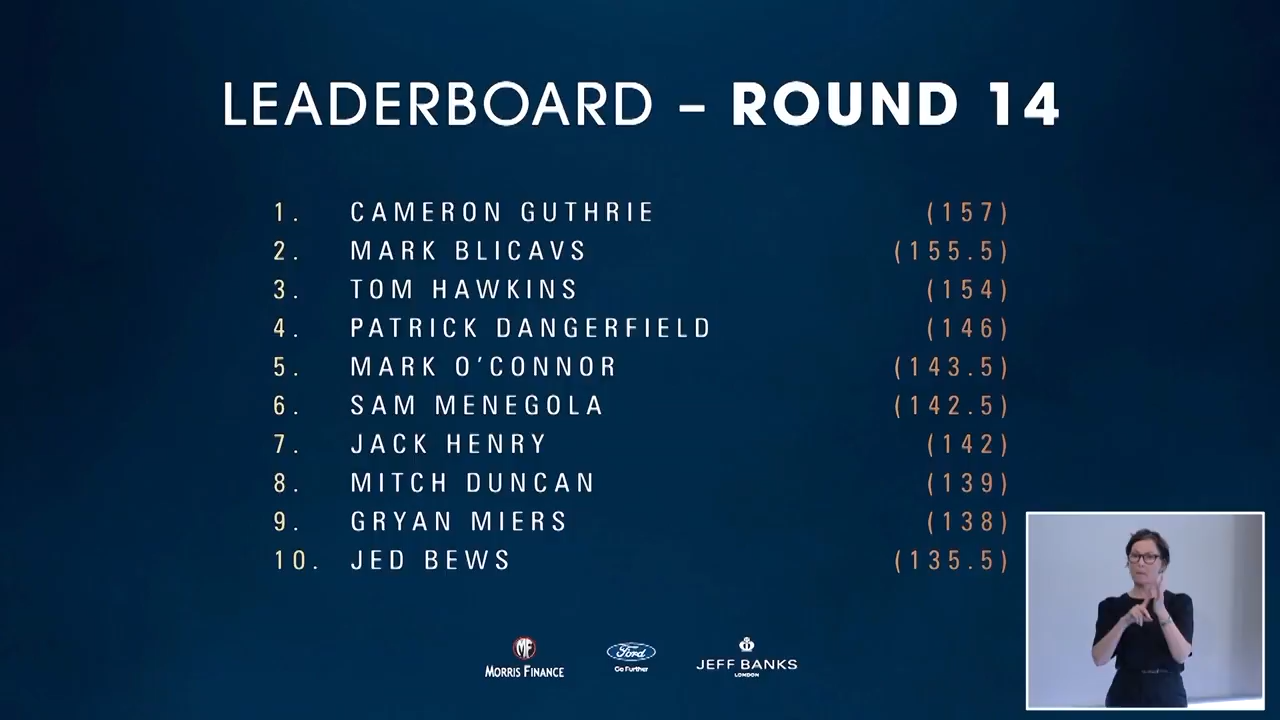 LEADERBOARD – ROUND 14
1. CAMERON GUTHRIE (157)
2. MARK BLICAVS (155.5)
3. TOM HAWKINS (154)
4. PATRICK DANGERFIELD (146)
5. MARK O'CONNOR (143.5)
6. SAM MENEGOLA (142.5)
7. JACK HENRY (142)
8. MITCH DUNCAN (139)
9. GRYAN MIERS (138)
10. JED BEWS (135.5)
MF
MORRIS FINANCE
Ford
Go Further
JEFF BANKS
LONDON